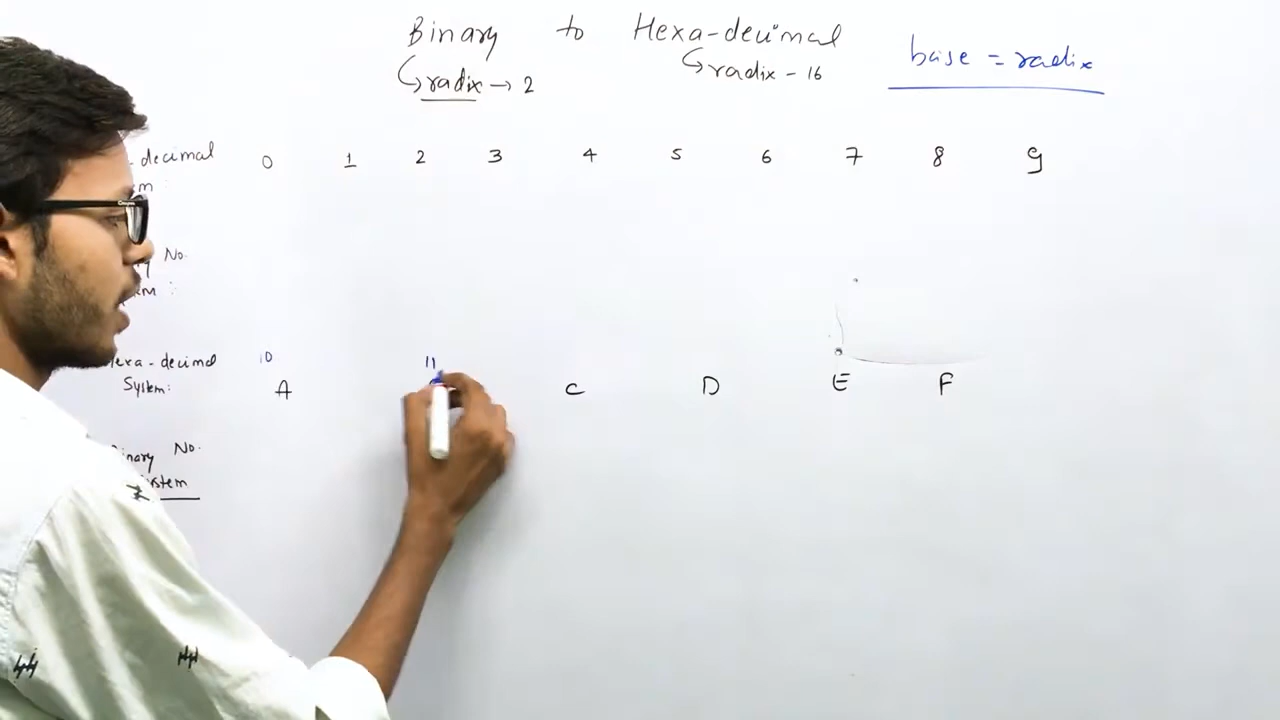 Binary to Hexa-decimal
radix → 2
radix - 16
base = radix
decimal 0 1 2 3 4 5 6 7 8 9
No.
10 11
Hexa-decimal
System: A C D E F
Binary No.
System